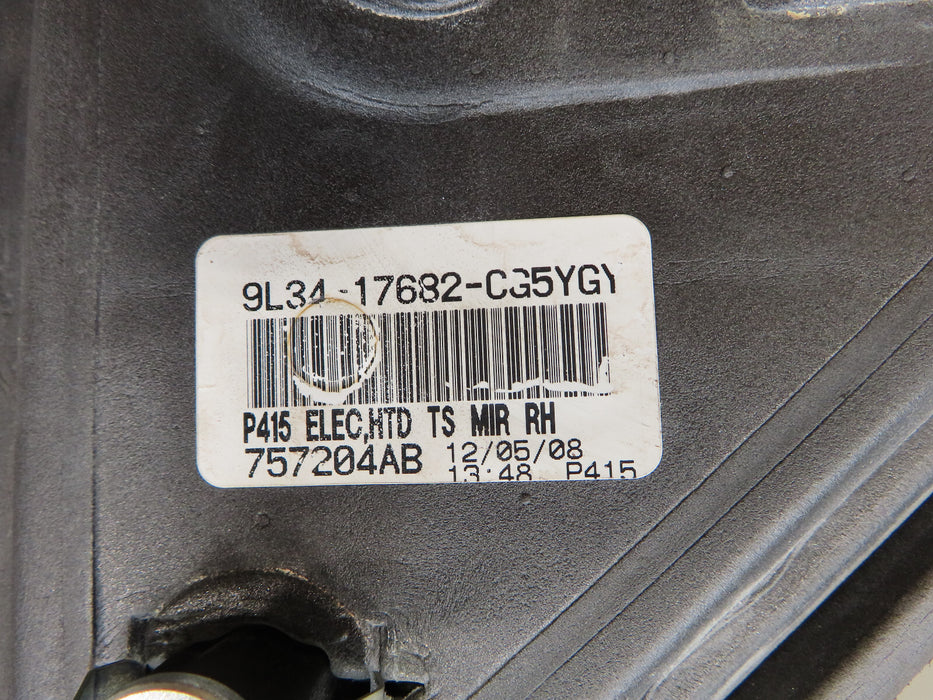 9L34-17682-CG5YGY
P415 ELEC,HTD TS MIR RH
757204AB 12/05/08
13:48 P415